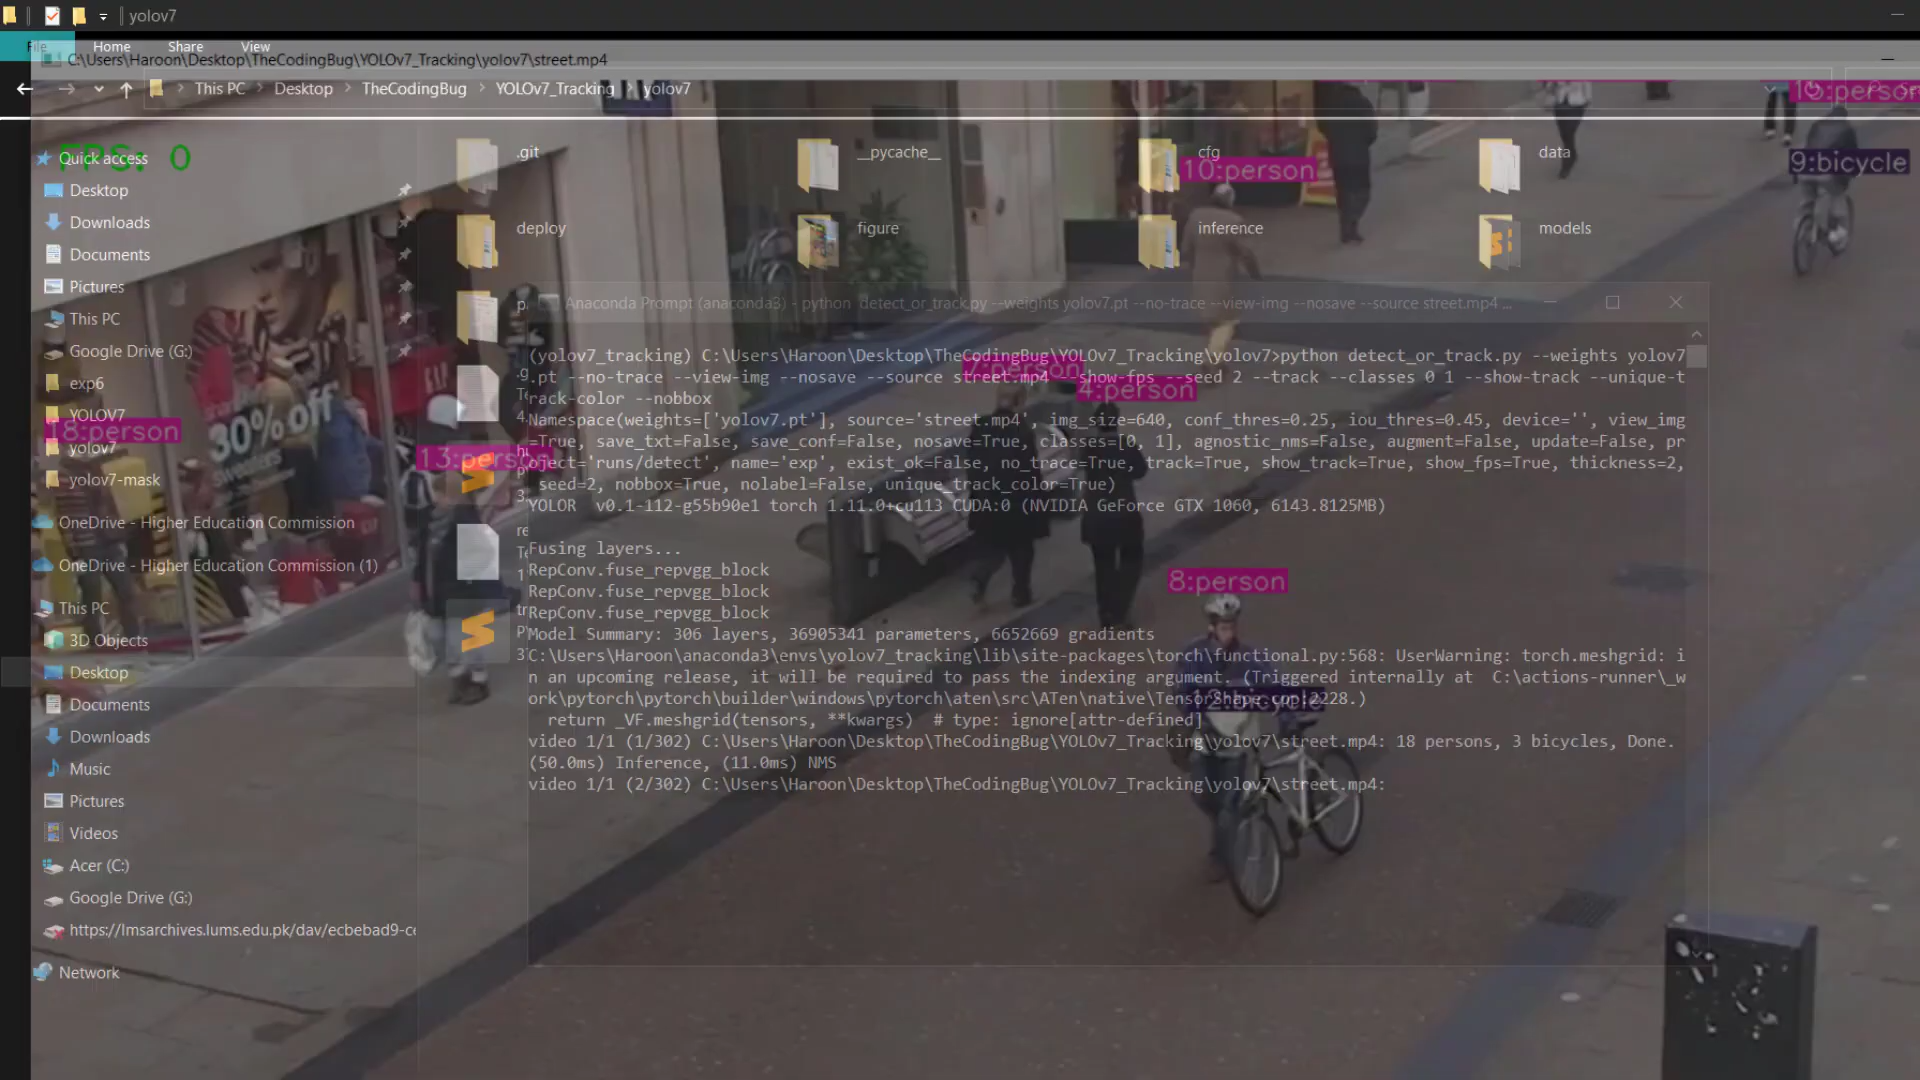 yolov7
File
Home
Share
View
C:\Users\Haroon\Desktop\TheCodingBug\YOLOv7_Tracking\yolov7\street.mp4
This PC
Desktop
TheCodingBug
YOLOv7_Tracking
yolov7
FPS: 0
Quick access
Desktop
Downloads
Documents
Pictures
This PC
Google Drive (G:)
exp6
YOLOV7
18:person
yolov7
yolov7-mask
OneDrive - Higher Education Commission
OneDrive - Higher Education Commission (1)
This PC
3D Objects
Desktop
Documents
Downloads
Music
Pictures
Videos
Acer (C:)
Google Drive (G:)
https://lmsarchives.lums.edu.pk/dav/ecbebad9-ce
Network
.git
__pycache__
cfg
data
deploy
figure
inference
models
10:person
9:bicycle
7:person
4:person
13:person
8:person
12:bicycle
30% off
Anaconda Prompt (anaconda3) - python detect_or_track.py --weights yolov7.pt --no-trace --view-img --nosave --source street.mp4 ...
(yolov7_tracking) C:\Users\Haroon\Desktop\TheCodingBug\YOLOv7_Tracking\yolov7>python detect_or_track.py --weights yolov7
.pt --no-trace --view-img --nosave --source street.mp4 --show-fps --seed 2 --track --classes 0 1 --show-track --unique-t
rack-color --nobbox
Namespace(weights=['yolov7.pt'], source='street.mp4', img_size=640, conf_thres=0.25, iou_thres=0.45, device='', view_img
=True, save_txt=False, save_conf=False, nosave=True, classes=[0, 1], agnostic_nms=False, augment=False, update=False, pr
oject='runs/detect', name='exp', exist_ok=False, no_trace=True, track=True, show_track=True, show_fps=True, thickness=2,
seed=2, nobbox=True, nolabel=False, unique_track_color=True)
YOLOR v0.1-112-g55b90e1 torch 1.11.0+cu113 CUDA:0 (NVIDIA GeForce GTX 1060, 6143.8125MB)
Fusing layers...
RepConv.fuse_repvgg_block
RepConv.fuse_repvgg_block
RepConv.fuse_repvgg_block
Model Summary: 306 layers, 36905341 parameters, 6652669 gradients
C:\Users\Haroon\anaconda3\envs\yolov7_tracking\lib\site-packages\torch\functional.py:568: UserWarning: torch.meshgrid: i
n an upcoming release, it will be required to pass the indexing argument. (Triggered internally at C:\actions-runner\_w
ork\pytorch\pytorch\builder\windows\pytorch\aten\src\ATen\native\TensorShape.cpp:2228.)
return _VF.meshgrid(tensors, **kwargs) # type: ignore[attr-defined]
video 1/1 (1/302) C:\Users\Haroon\Desktop\TheCodingBug\YOLOv7_Tracking\yolov7\street.mp4: 18 persons, 3 bicycles, Done.
(50.0ms) Inference, (11.0ms) NMS
video 1/1 (2/302) C:\Users\Haroon\Desktop\TheCodingBug\YOLOv7_Tracking\yolov7\street.mp4: